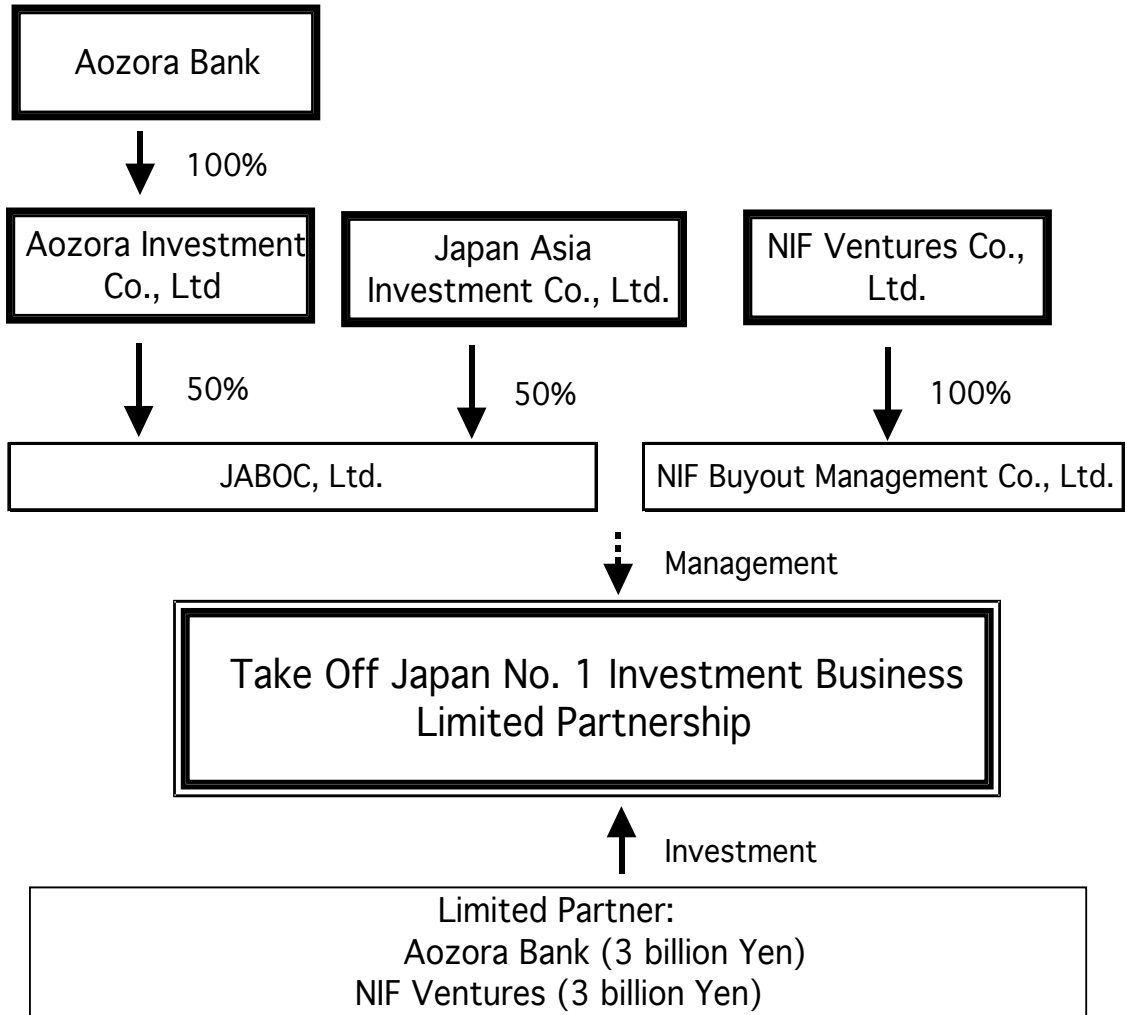 Aozora Bank
100%
Aozora Investment
Co., Ltd
Japan Asia
Investment Co., Ltd.
NIF Ventures Co.,
Ltd.
50%
50%
100%
JABOC, Ltd.
NIF Buyout Management Co., Ltd.
Management
Take Off Japan No. 1 Investment Business
Limited Partnership
Investment
Limited Partner:
Aozora Bank (3 billion Yen)
NIF Ventures (3 billion Yen)